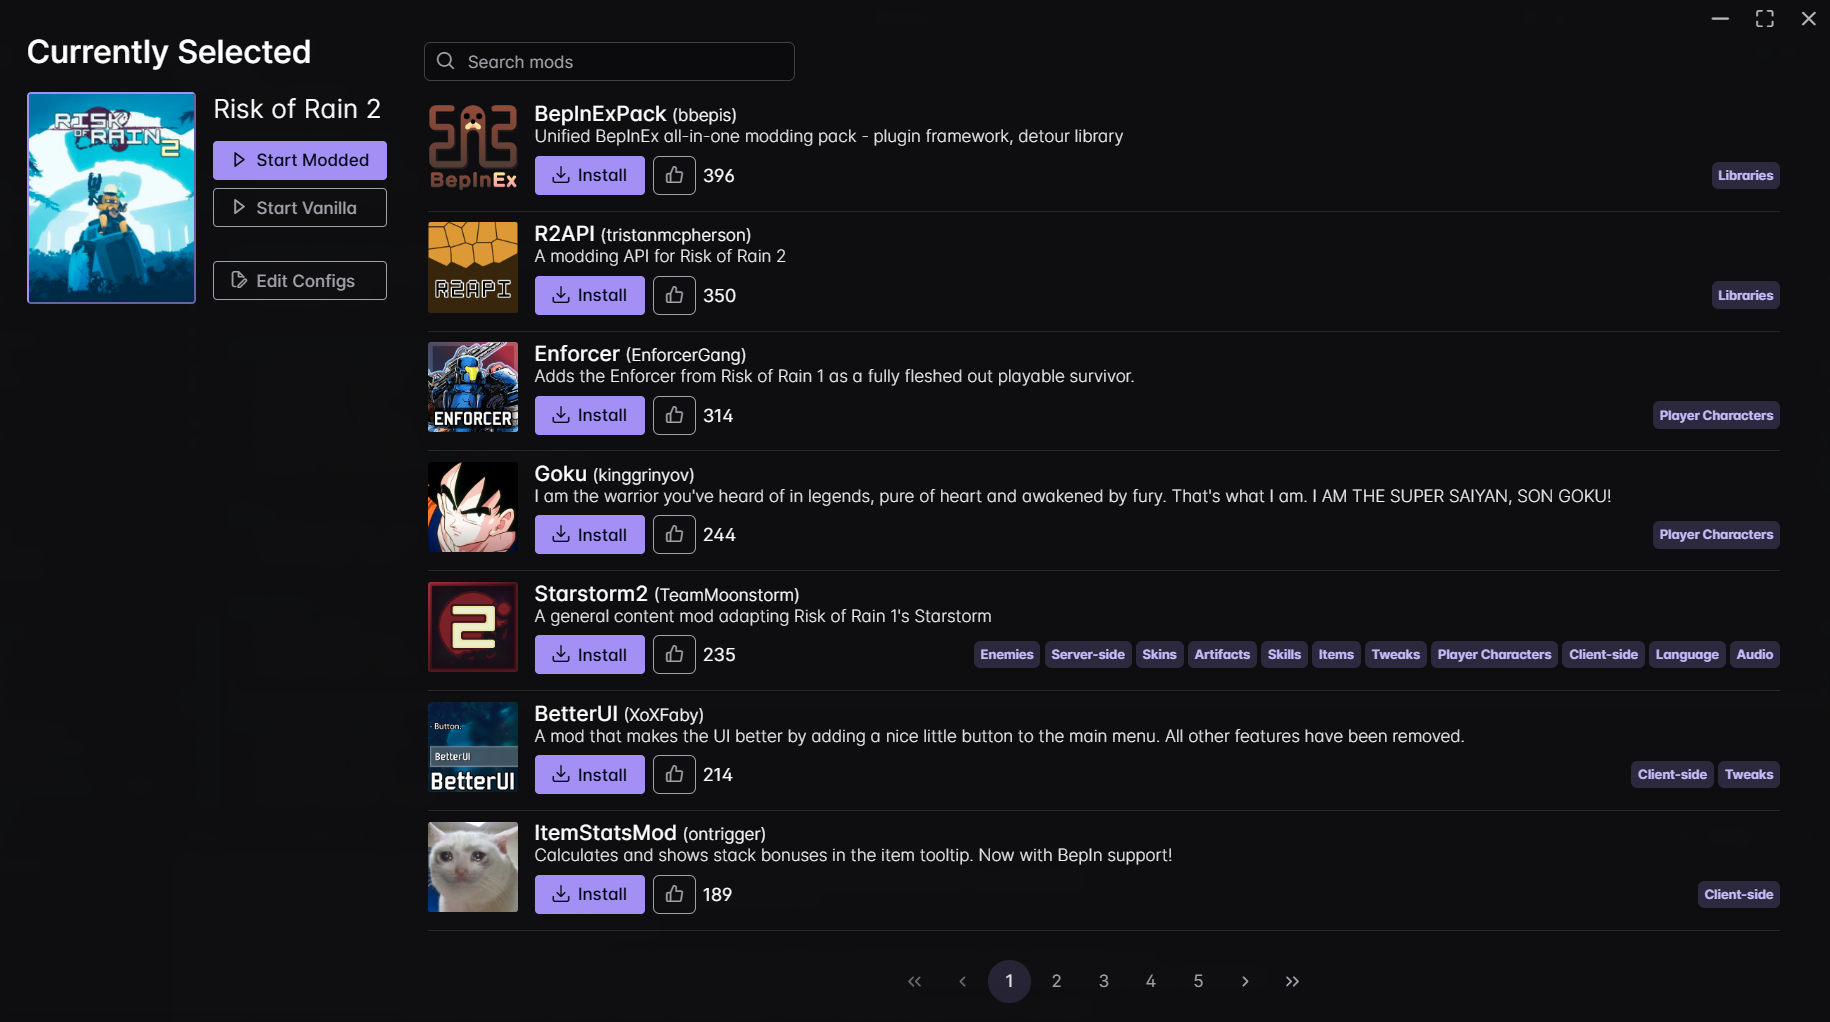 Currently Selected
Search mods
RISK
OF RAIN
2
Risk of Rain 2
Start Modded
Start Vanilla
Edit Configs
BepInEx
BepInExPack (bbepis)
Unified BepInEx all-in-one modding pack - plugin framework, detour library
Install
396
Libraries
R2API
R2API (tristanmcpherson)
A modding API for Risk of Rain 2
Install
350
Libraries
ENFORCER
Enforcer (EnforcerGang)
Adds the Enforcer from Risk of Rain 1 as a fully fleshed out playable survivor.
Install
314
Player Characters
Goku (kinggrinyov)
I am the warrior you've heard of in legends, pure of heart and awakened by fury. That's what I am. I AM THE SUPER SAIYAN, SON GOKU!
Install
244
Player Characters
2
Starstorm2 (TeamMoonstorm)
A general content mod adapting Risk of Rain 1's Starstorm
Install
235
Enemies Server-side Skins Artifacts Skills Items Tweaks Player Characters Client-side Language Audio
- Button.-
BetterUI
BetterUI
BetterUI (XoXFaby)
A mod that makes the UI better by adding a nice little button to the main menu. All other features have been removed.
Install
214
Client-side Tweaks
ItemStatsMod (ontrigger)
Calculates and shows stack bonuses in the item tooltip. Now with BepIn support!
Install
189
Client-side
« ‹ 1 2 3 4 5 › »